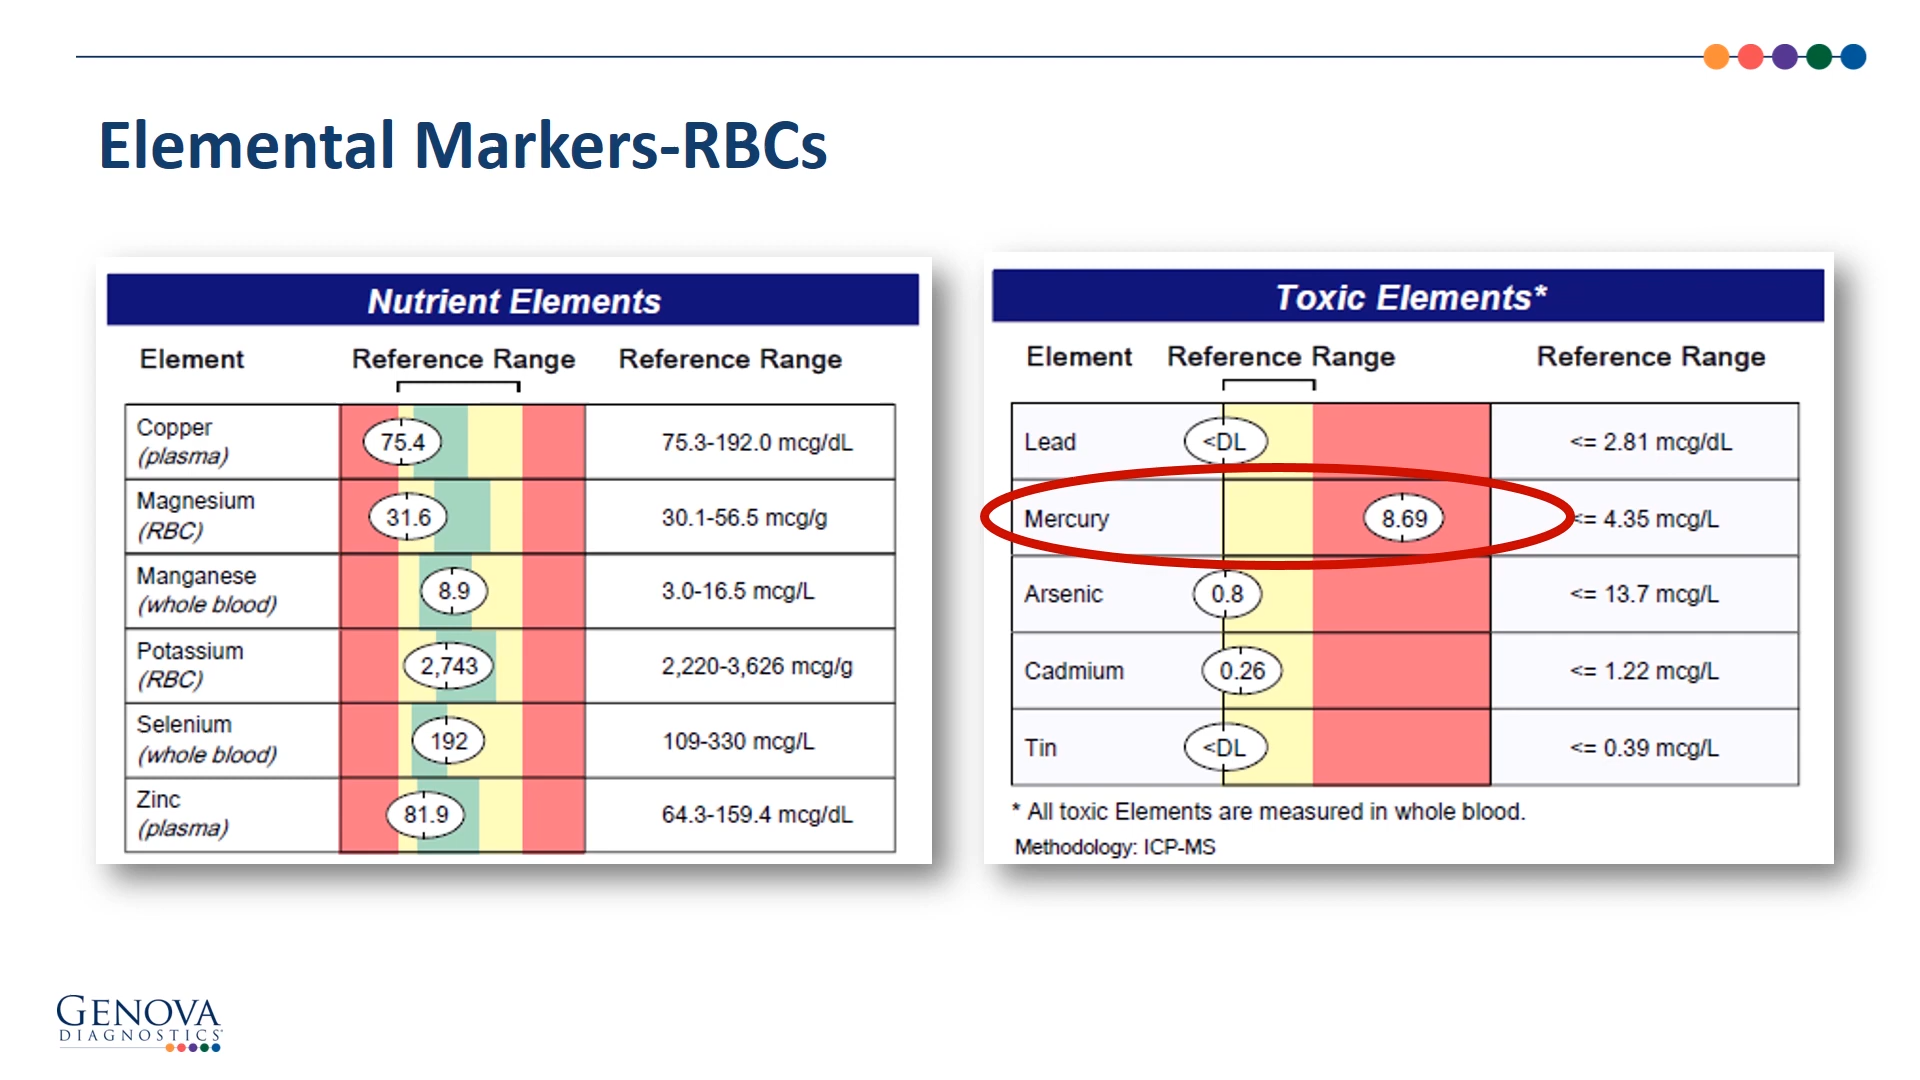 Elemental Markers-RBCs
Nutrient Elements
Element Reference Range Reference Range
Copper
(plasma)
75.4
75.3-192.0 mcg/dL
Magnesium
(RBC)
31.6
30.1-56.5 mcg/g
Manganese
(whole blood)
8.9
3.0-16.5 mcg/L
Potassium
(RBC)
2,743
2,220-3,626 mcg/g
Selenium
(whole blood)
192
109-330 mcg/L
Zinc
(plasma)
81.9
64.3-159.4 mcg/dL
Toxic Elements*
Element Reference Range Reference Range
Lead <DL <= 2.81 mcg/dL
Mercury 8.69 <= 4.35 mcg/L
Arsenic 0.8 <= 13.7 mcg/L
Cadmium 0.26 <= 1.22 mcg/L
Tin <DL <= 0.39 mcg/L
* All toxic Elements are measured in whole blood.
Methodology: ICP-MS
GENOVA
DIAGNOSTICS